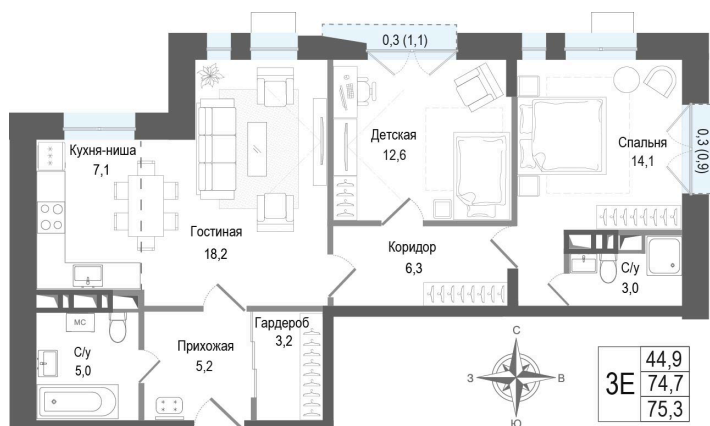 0,3 (1,1)
Кухня-ниша
7,1
Гостиная
18,2
Детская
12,6
Спальня
14,1
0,3 (0,9)
Коридор
6,3
С/у
3,0
МС
С/у
5,0
Прихожая
5,2
Гардероб
3,2
С
З
В
Ю
3Е
44,9
74,7
75,3